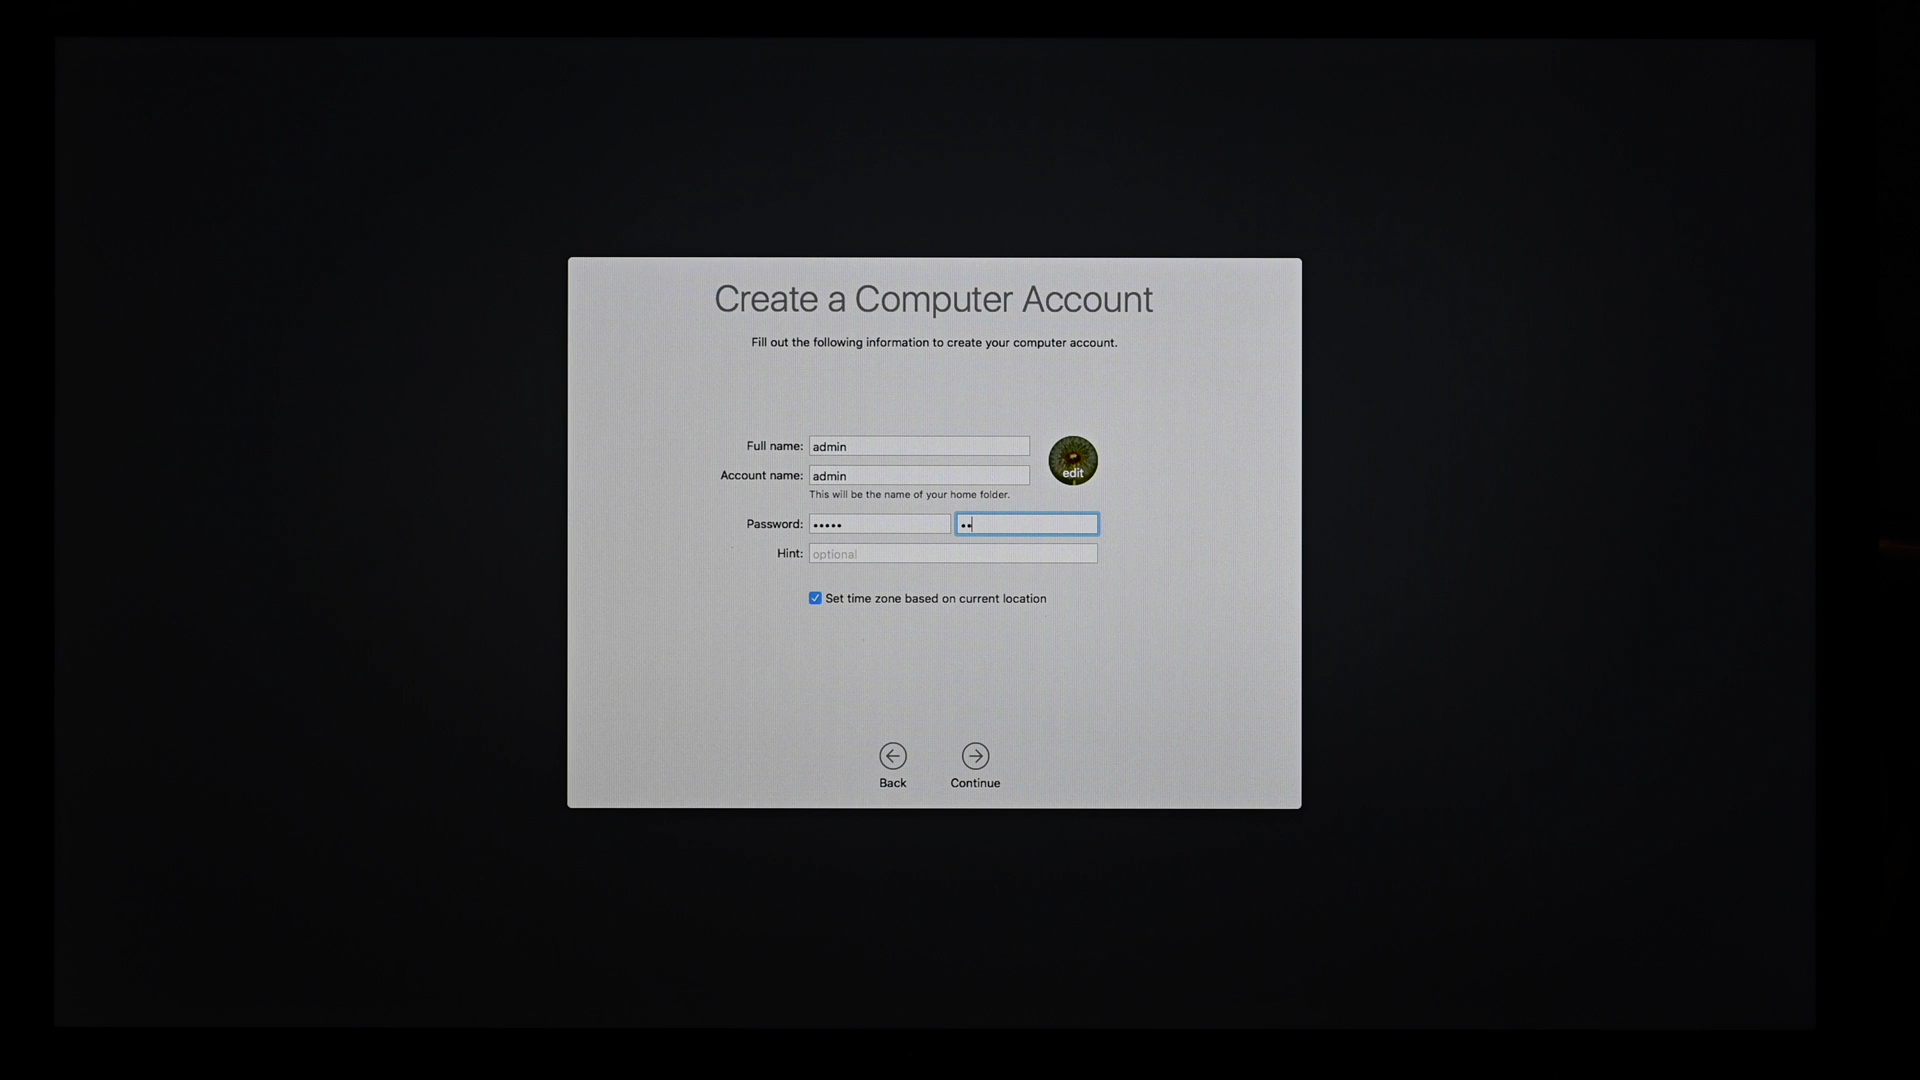 Create a Computer Account
Fill out the following information to create your computer account.
Full name: admin
edit
Account name: admin
This will be the name of your home folder.
Password: ••••• ••
Hint: optional
Set time zone based on current location
Back Continue